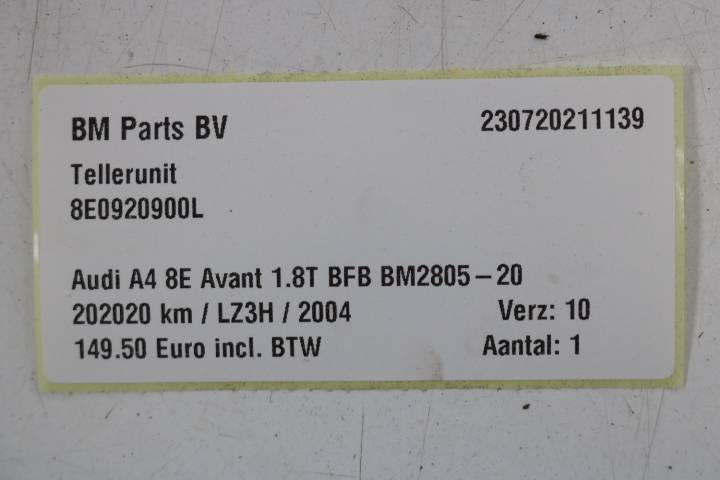 BM Parts BV 230720211139
Tellerunit
8E0920900L
Audi A4 8E Avant 1.8T BFB BM2805-20
202020 km / LZ3H / 2004 Verz: 10
149.50 Euro incl. BTW Aantal: 1